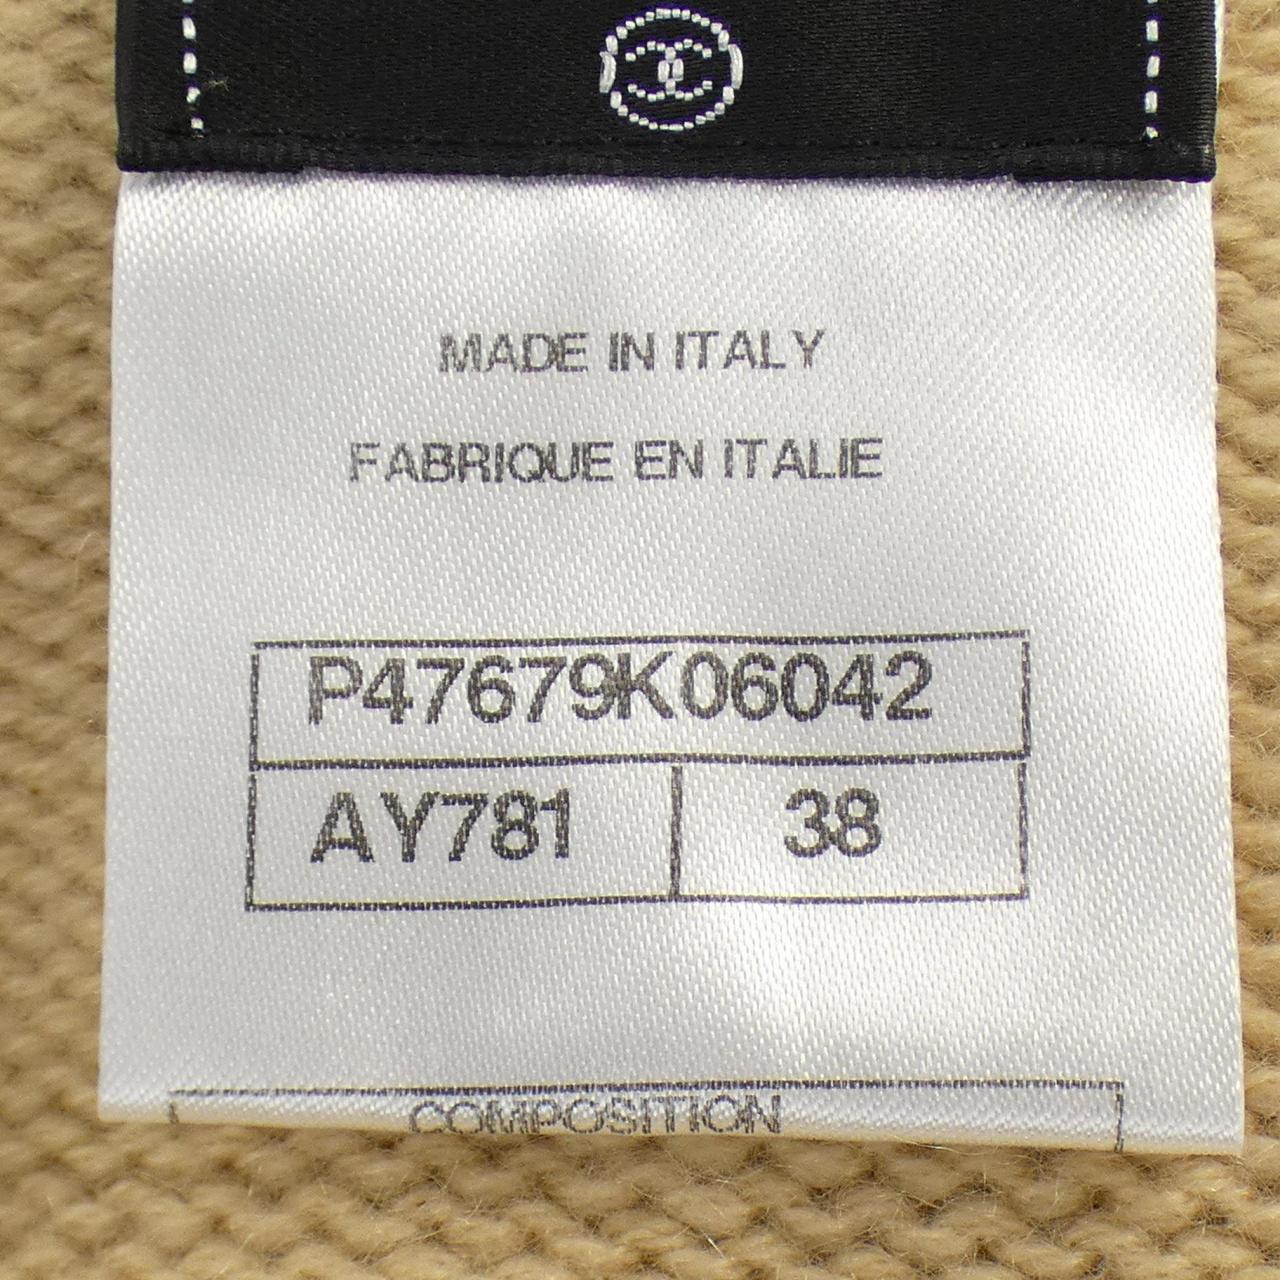 MADE IN ITALY
FABRIQUE EN ITALIE
P47679K06042
AY781 38
COMPOSITION